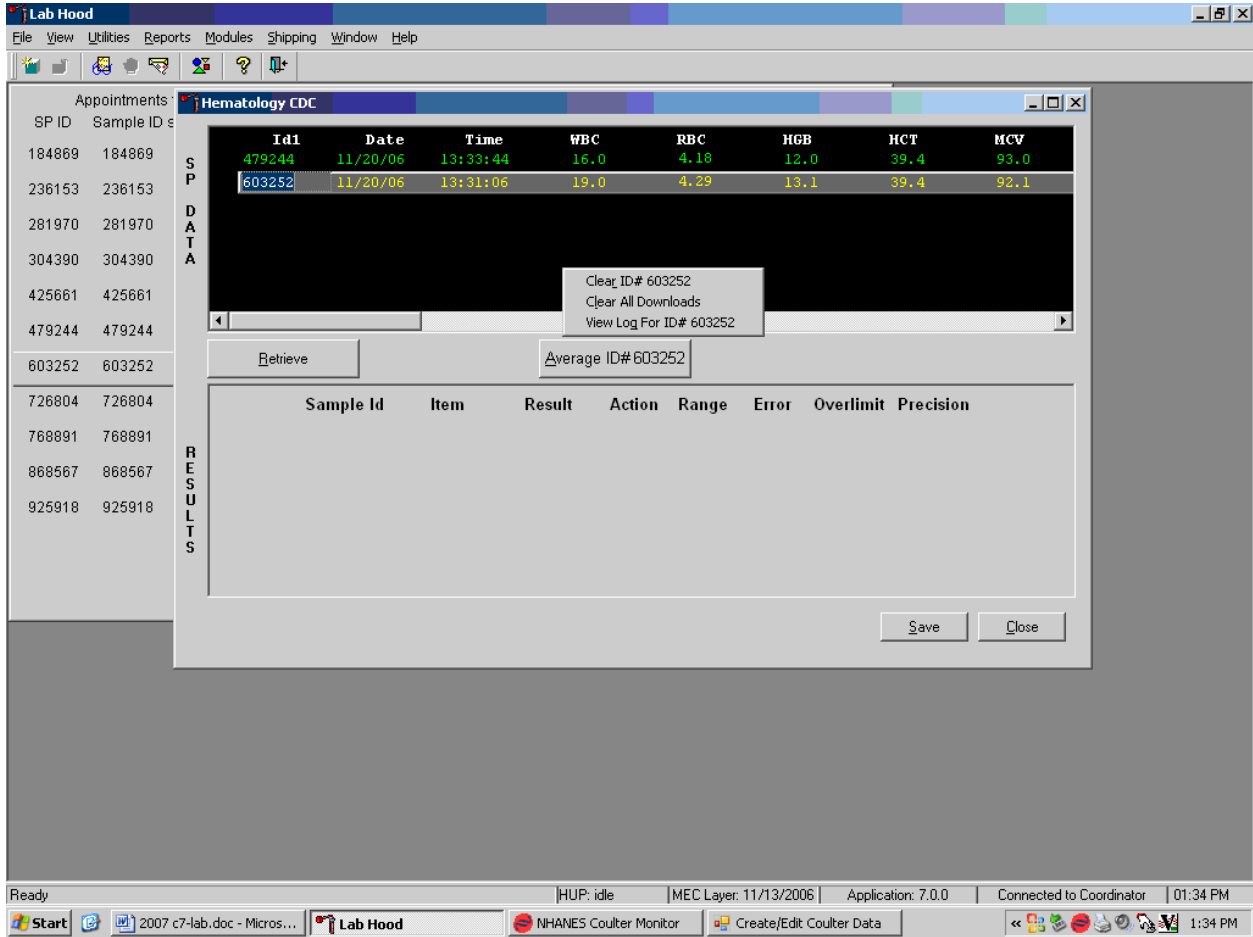 Lab Hood
File View Utilities Reports Modules Shipping Window Help
Appointments
SP ID Sample ID s
184869 184869
236153 236153
281970 281970
304390 304390
425661 425661
479244 479244
603252 603252
726804 726804
768891 768891
868567 868567
925918 925918
Hematology CDC
SP DATA
Id1 Date Time WBC RBC HGB HCT MCV
479244 11/20/06 13:33:44 16.0 4.18 12.0 39.4 93.0
603252 11/20/06 13:31:06 19.0 4.29 13.1 39.4 92.1
Clear ID# 603252
Clear All Downloads
View Log For ID# 603252
Retrieve Average ID# 603252
RESULTS
Sample Id Item Result Action Range Error Overlimit Precision
Save Close
Ready HUP: idle MEC Layer: 11/13/2006 Application: 7.0.0 Connected to Coordinator 01:34 PM
Start 2007 c7-lab.doc - Micros... Lab Hood NHANES Coulter Monitor Create/Edit Coulter Data « 1:34 PM